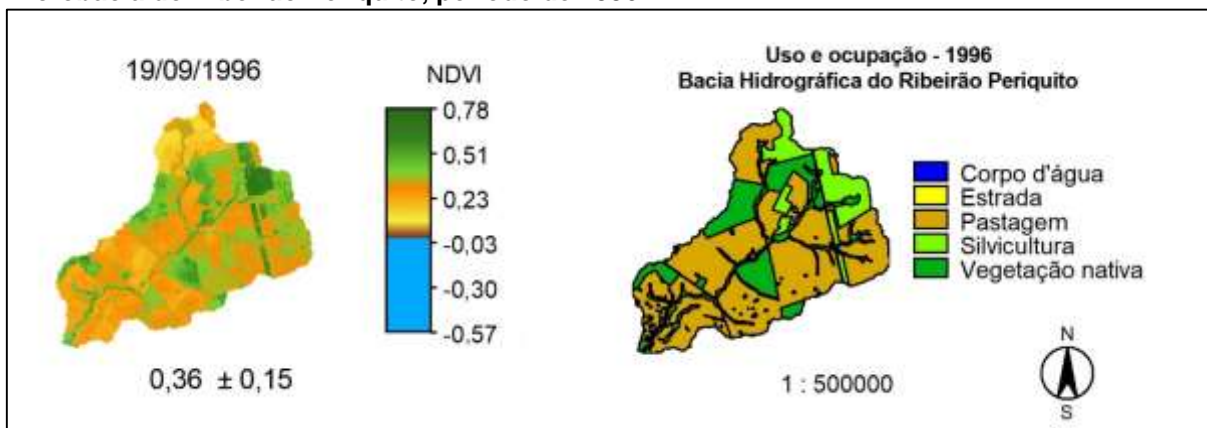 19/09/1996
NDVI
0.78
0.51
0,23
-0,03
-0,30
-0.57
0,36 ± 0,15
Uso e ocupação - 1996
Bacia Hidrográfica do Ribeirão Periquito
Corpo d'água
Estrada
Pastagem
Silvicultura
Vegetação nativa
1 : 500000
N
S